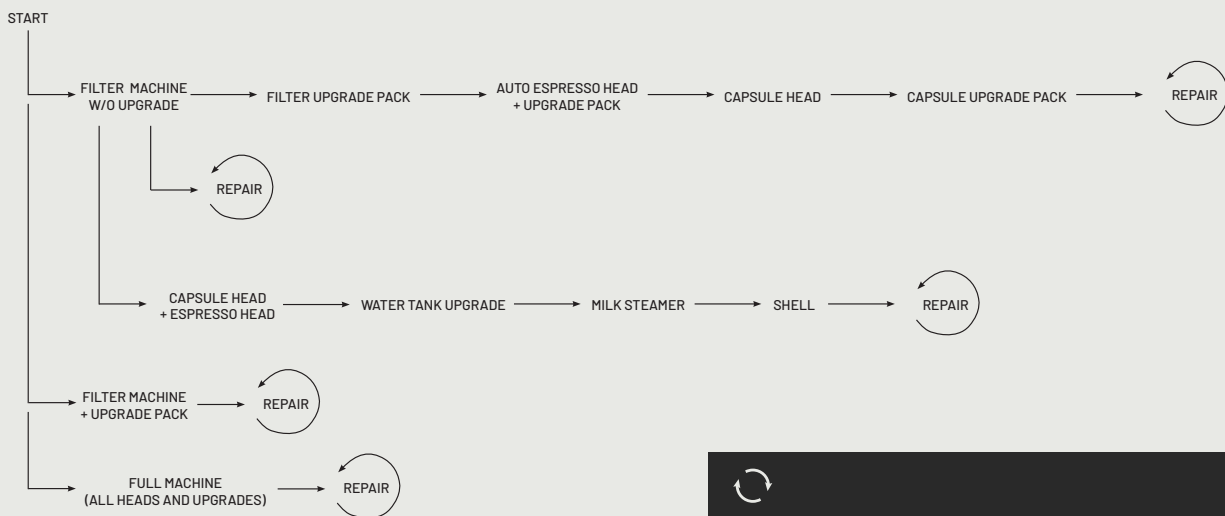 START
FILTER MACHINE
W/O UPGRADE
FILTER UPGRADE PACK
AUTO ESPRESSO HEAD
+ UPGRADE PACK
CAPSULE HEAD
CAPSULE UPGRADE PACK
REPAIR
REPAIR
CAPSULE HEAD
+ ESPRESSO HEAD
WATER TANK UPGRADE
MILK STEAMER
SHELL
REPAIR
FILTER MACHINE
+ UPGRADE PACK
REPAIR
FULL MACHINE
(ALL HEADS AND UPGRADES)
REPAIR